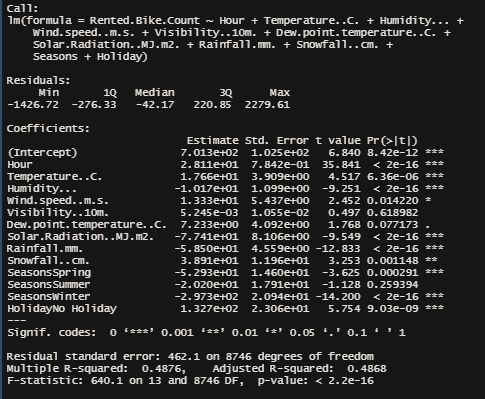 Call:
lm(formula = Rented.Bike.Count ~ Hour + Temperature..C. + Humidity... +
    Wind.speed..m.s. + Visibility..10m. + Dew.point.temperature..C. +
    Solar.Radiation..MJ.m2. + Rainfall.mm. + Snowfall..cm. +
    Seasons + Holiday)

Residuals:
     Min       1Q   Median       3Q      Max
-1426.72  -276.33   -42.17   220.85  2279.61

Coefficients:
                            Estimate Std. Error t value Pr(>|t|)
(Intercept)                7.013e+02  1.025e+02   6.840 8.42e-12 ***
Hour                       2.811e+01  7.842e-01  35.841  < 2e-16 ***
Temperature..C.            1.766e+01  3.909e+00   4.517 6.36e-06 ***
Humidity...               -1.017e+01  1.099e+00  -9.251  < 2e-16 ***
Wind.speed..m.s.           1.333e+01  5.437e+00   2.452 0.014220 *
Visibility..10m.           5.245e-03  1.055e-02   0.497 0.618982
Dew.point.temperature..C.  7.233e+00  4.092e+00   1.768 0.077173 .
Solar.Radiation..MJ.m2.   -7.741e+01  8.106e+00  -9.549  < 2e-16 ***
Rainfall.mm.              -5.850e+01  4.559e+00 -12.833  < 2e-16 ***
Snowfall..cm.              3.891e+01  1.196e+01   3.253 0.001148 **
SeasonsSpring             -5.293e+01  1.460e+01  -3.625 0.000291 ***
SeasonsSummer             -2.020e+01  1.791e+01  -1.128 0.259394
SeasonsWinter             -2.973e+02  2.094e+01 -14.200  < 2e-16 ***
HolidayNo Holiday          1.327e+02  2.306e+01   5.754 9.03e-09 ***
---
Signif. codes:  0 ‘***’ 0.001 ‘**’ 0.01 ‘*’ 0.05 ‘.’ 0.1 ‘ ’ 1

Residual standard error: 462.1 on 8746 degrees of freedom
Multiple R-squared:  0.4876,    Adjusted R-squared:  0.4868
F-statistic: 640.1 on 13 and 8746 DF,  p-value: < 2.2e-16